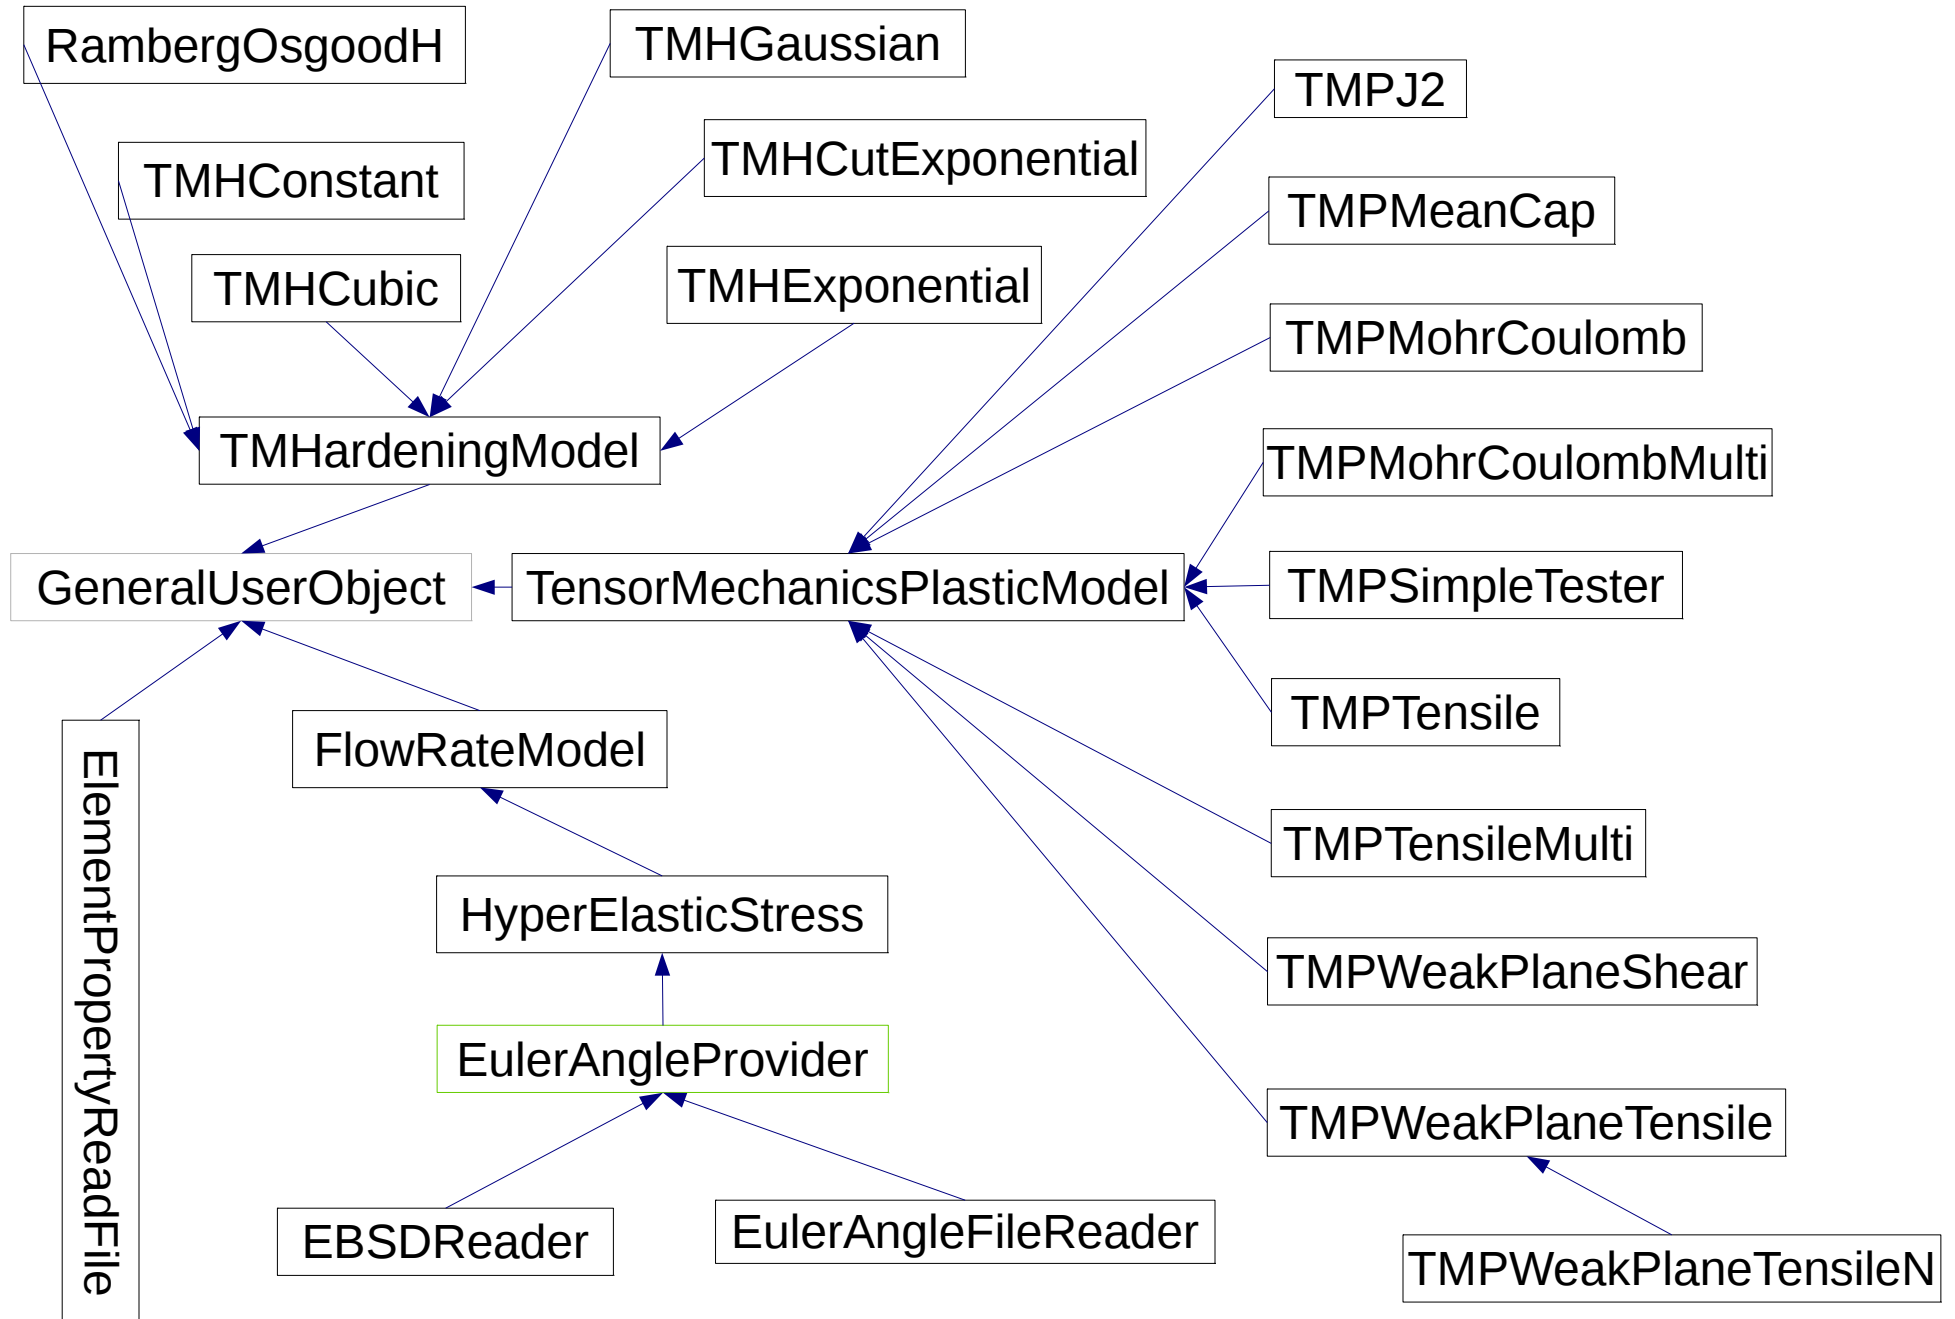 RambergOsgoodH
TMHGaussian
TMPJ2
TMHCutExponential
TMHConstant
TMPMeanCap
TMHCubic
TMHExponential
TMPMohrCoulomb
TMHardeningModel
TMPMohrCoulombMulti
GeneralUserObject
TensorMechanicsPlasticModel
TMPSimpleTester
TMPTensile
FlowRateModel
ElementPropertyReadFile
TMPTensileMulti
HyperElasticStress
TMPWeakPlaneShear
EulerAngleProvider
TMPWeakPlaneTensile
EBSDReader
EulerAngleFileReader
TMPWeakPlaneTensileN